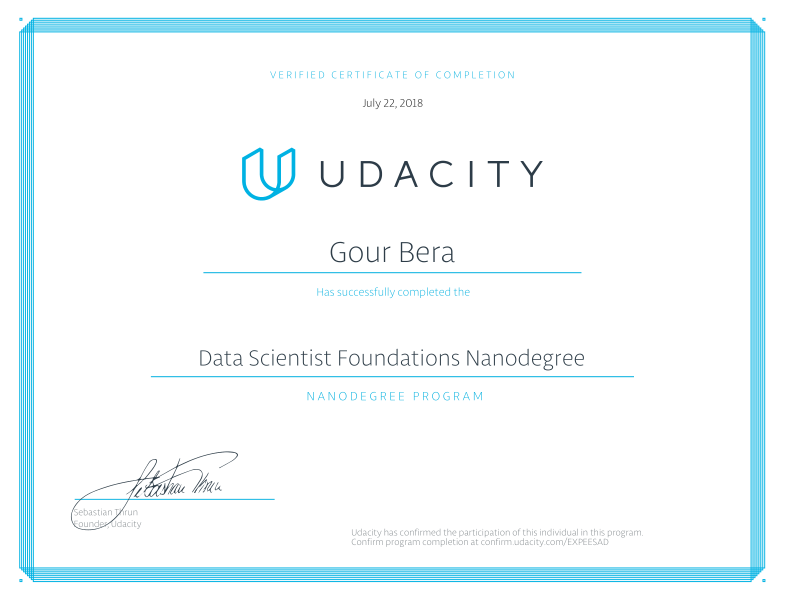 VERIFIED CERTIFICATE OF COMPLETION
July 22, 2018
UDACITY
Gour Bera
Has successfully completed the
Data Scientist Foundations Nanodegree
NANODEGREE PROGRAM
Sebastian Thrun
Sebastian Thrun
Founder, Udacity
Udacity has confirmed the participation of this individual in this program.
Confirm program completion at confirm.udacity.com/EXPEESAD